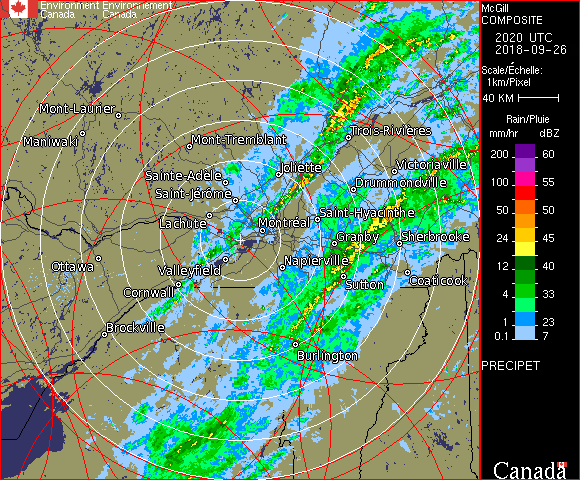 Environment Environnement
Canada Canada
McGill
COMPOSITE
2020 UTC
2018-09-26
Scale/Échelle:
1km/Pixel
40 KM
Rain/Pluie
mm/hr dBZ
200 60
100 55
50 50
24 45
12 40
4 33
1 23
0.1 7
PRECIPET
Canada
Mont-Laurier
Maniwaki
Mont-Tremblant
Trois-Rivières
Sainte-Adèle
Joliette
Victoriaville
Saint-Jérôme
Drummondville
Lachute
Montréal
Saint-Hyacinthe
Granby
Sherbrooke
Ottawa
Valleyfield
Napierville
Cornwall
Sutton
Coaticook
Brockville
Burlington